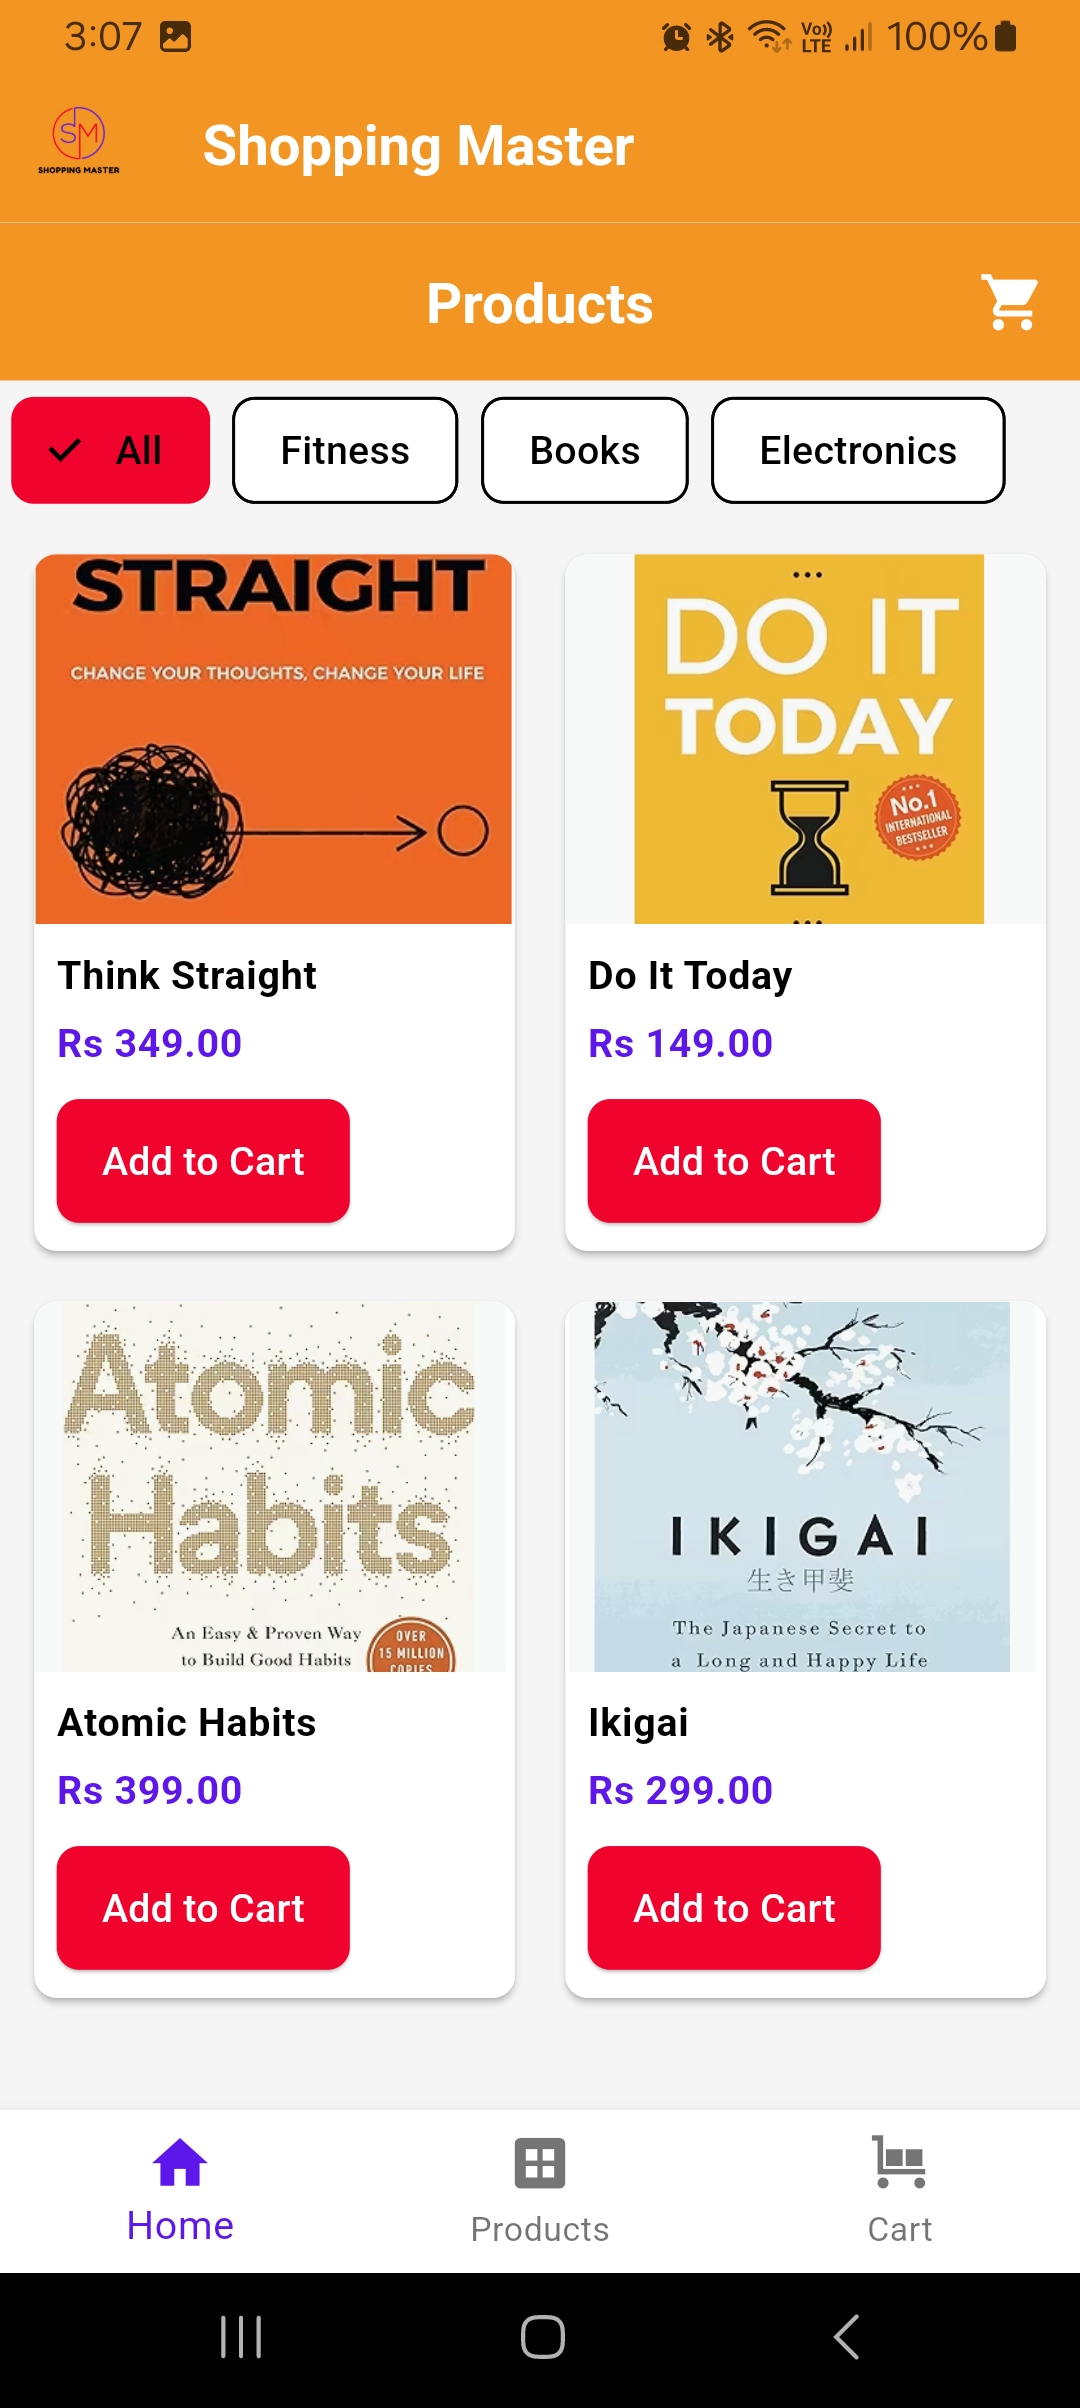 3:07
Vo))
LTE
100%
SM
SHOPPING MASTER
Shopping Master
Products
All
Fitness
Books
Electronics
STRAIGHT
CHANGE YOUR THOUGHTS, CHANGE YOUR LIFE
DO IT
TODAY
No.1
INTERNATIONAL
BESTSELLER
Think Straight
Rs 349.00
Add to Cart
Do It Today
Rs 149.00
Add to Cart
Atomic
Habits
An Easy & Proven Way
to Build Good Habits
OVER
15 MILLION
COPIES
IKIGAI
生き甲斐
The Japanese Secret to
a Long and Happy Life
Atomic Habits
Rs 399.00
Add to Cart
Ikigai
Rs 299.00
Add to Cart
Home
Products
Cart